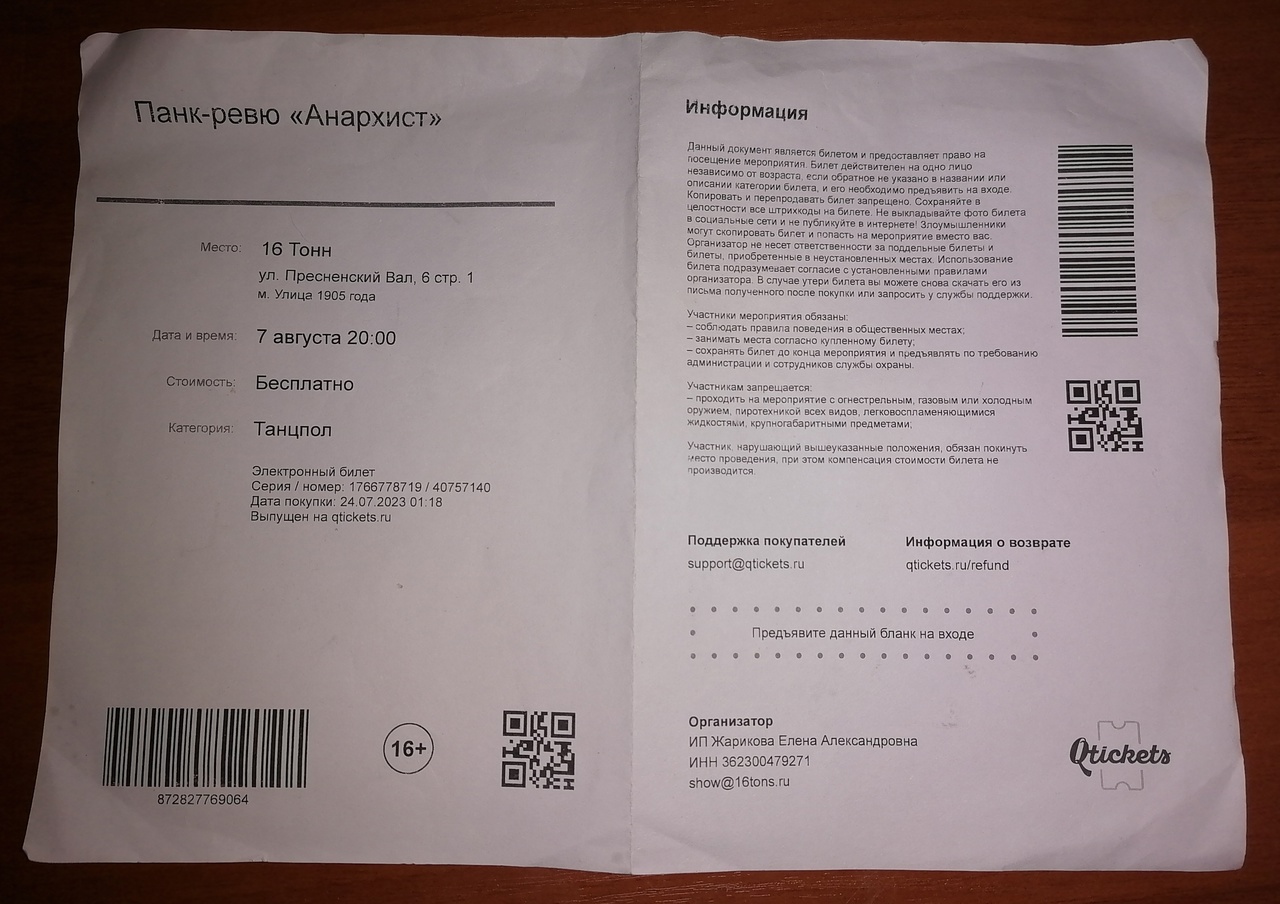 Панк-ревю «Анархист»
Место: 16 Тонн
ул. Пресненский Вал, 6 стр. 1
м. Улица 1905 года
Дата и время: 7 августа 20:00
Стоимость: Бесплатно
Категория: Танцпол
Электронный билет
Серия / номер: 1766778719 / 40757140
Дата покупки: 24.07.2023 01:18
Выпущен на qtickets.ru
872827769064
16+
Информация
Данный документ является билетом и предоставляет право на
посещение мероприятия. Билет действителен на одно лицо
независимо от возраста, если обратное не указано в названии или
описании категории билета, и его необходимо предъявить на входе.
Копировать и перепродавать билет запрещено. Сохраняйте в
целостности все штрихкоды на билете. Не выкладывайте фото билета
в социальные сети и не публикуйте в интернете! Злоумышленники
могут скопировать билет и попасть на мероприятие вместо вас.
Организатор не несет ответственности за поддельные билеты и
билеты, приобретенные в неустановленных местах. Использование
билета подразумевает согласие с установленными правилами
организатора. В случае утери билета вы можете снова скачать его из
письма полученного после покупки или запросить у службы поддержки.
Участники мероприятия обязаны:
– соблюдать правила поведения в общественных местах;
– занимать места согласно купленному билету;
– сохранять билет до конца мероприятия и предъявлять по требованию
администрации и сотрудников службы охраны.
Участникам запрещается:
– проходить на мероприятие с огнестрельным, газовым или холодным
оружием, пиротехникой всех видов, легковоспламеняющимися
жидкостями, крупногабаритными предметами;
Участник, нарушающий вышеуказанные положения, обязан покинуть
место проведения, при этом компенсация стоимости билета не
производится.
Поддержка покупателей
support@qtickets.ru
Информация о возврате
qtickets.ru/refund
Предъявите данный бланк на входе
Организатор
ИП Жарикова Елена Александровна
ИНН 362300479271
show@16tons.ru
Qtickets